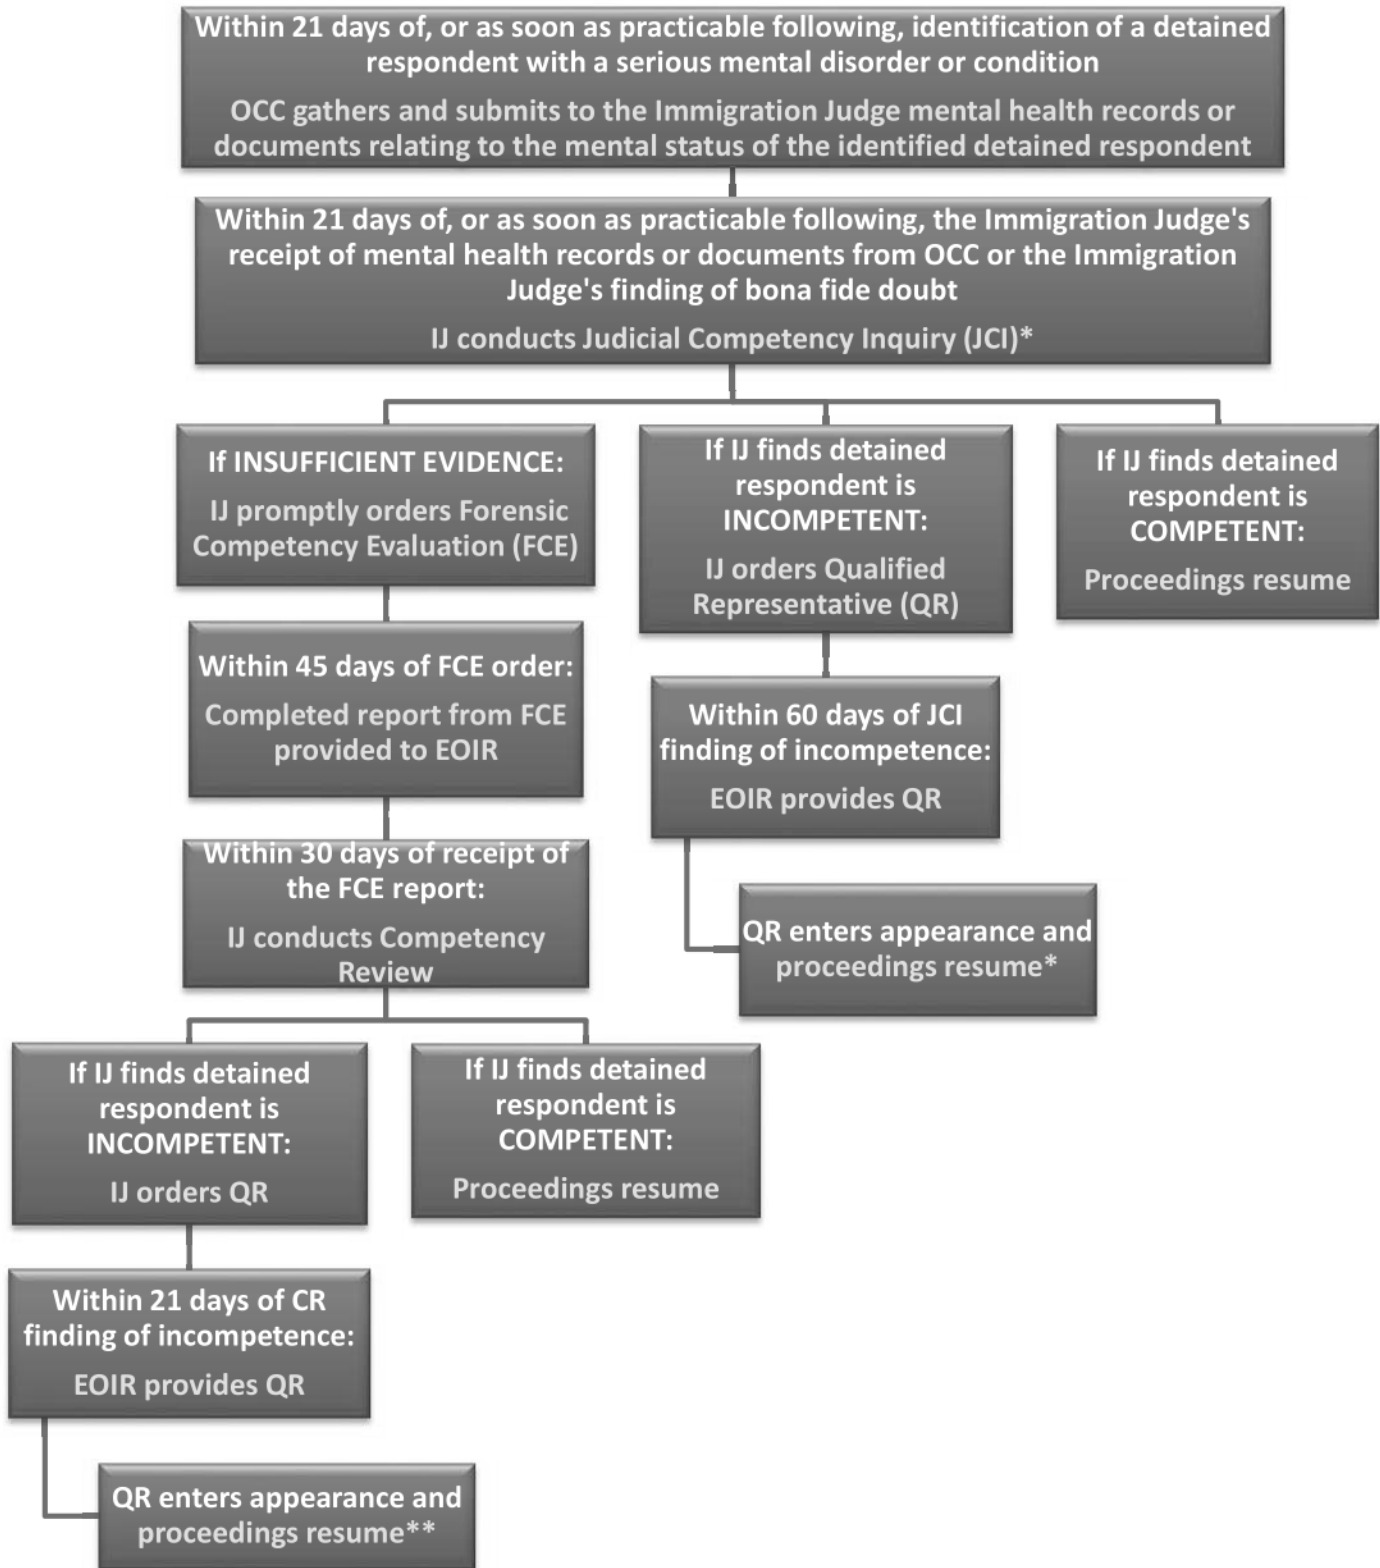 Within 21 days of, or as soon as practicable following, identification of a detained
respondent with a serious mental disorder or condition
OCC gathers and submits to the Immigration Judge mental health records or
documents relating to the mental status of the identified detained respondent
Within 21 days of, or as soon as practicable following, the Immigration Judge's
receipt of mental health records or documents from OCC or the Immigration
Judge's finding of bona fide doubt
IJ conducts Judicial Competency Inquiry (JCI)*
If INSUFFICIENT EVIDENCE:
IJ promptly orders Forensic
Competency Evaluation (FCE)
If IJ finds detained
respondent is
INCOMPETENT:
IJ orders Qualified
Representative (QR)
If IJ finds detained
respondent is
COMPETENT:
Proceedings resume
Within 45 days of FCE order:
Completed report from FCE
provided to EOIR
Within 60 days of JCI
finding of incompetence:
EOIR provides QR
Within 30 days of receipt of
the FCE report:
IJ conducts Competency
Review
QR enters appearance and
proceedings resume*
If IJ finds detained
respondent is
INCOMPETENT:
IJ orders QR
If IJ finds detained
respondent is
COMPETENT:
Proceedings resume
Within 21 days of CR
finding of incompetence:
EOIR provides QR
QR enters appearance and
proceedings resume**